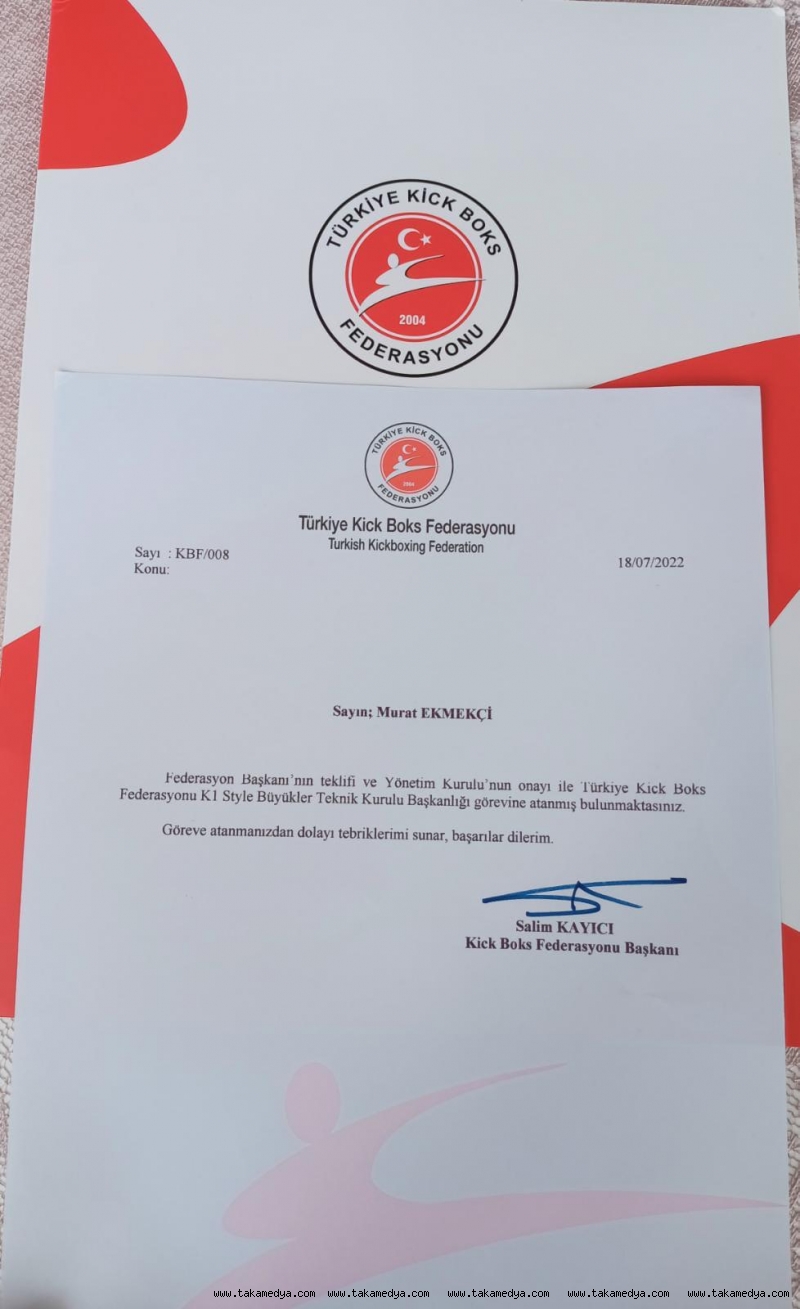 TÜRKİYE KİCK BOKS
2004
FEDERASYONU
TÜRKİYE KİCK BOKS
2004
FEDERASYONU
Türkiye Kick Boks Federasyonu
Turkish Kickboxing Federation
Sayı : KBF/008
18/07/2022
Konu:
Sayın; Murat EKMEKÇİ
Federasyon Başkanı’nın teklifi ve Yönetim Kurulu’nun onayı ile Türkiye Kick Boks
Federasyonu K1 Style Büyükler Teknik Kurulu Başkanlığı görevine atanmış bulunmaktasınız.
Göreve atanmanızdan dolayı tebriklerimi sunar, başarılar dilerim.
Salim KAYICI
Kick Boks Federasyonu Başkanı
www.takamedya.com www.takamedya.com www.takamedya.com www.takamedya.com www.takamedya.com